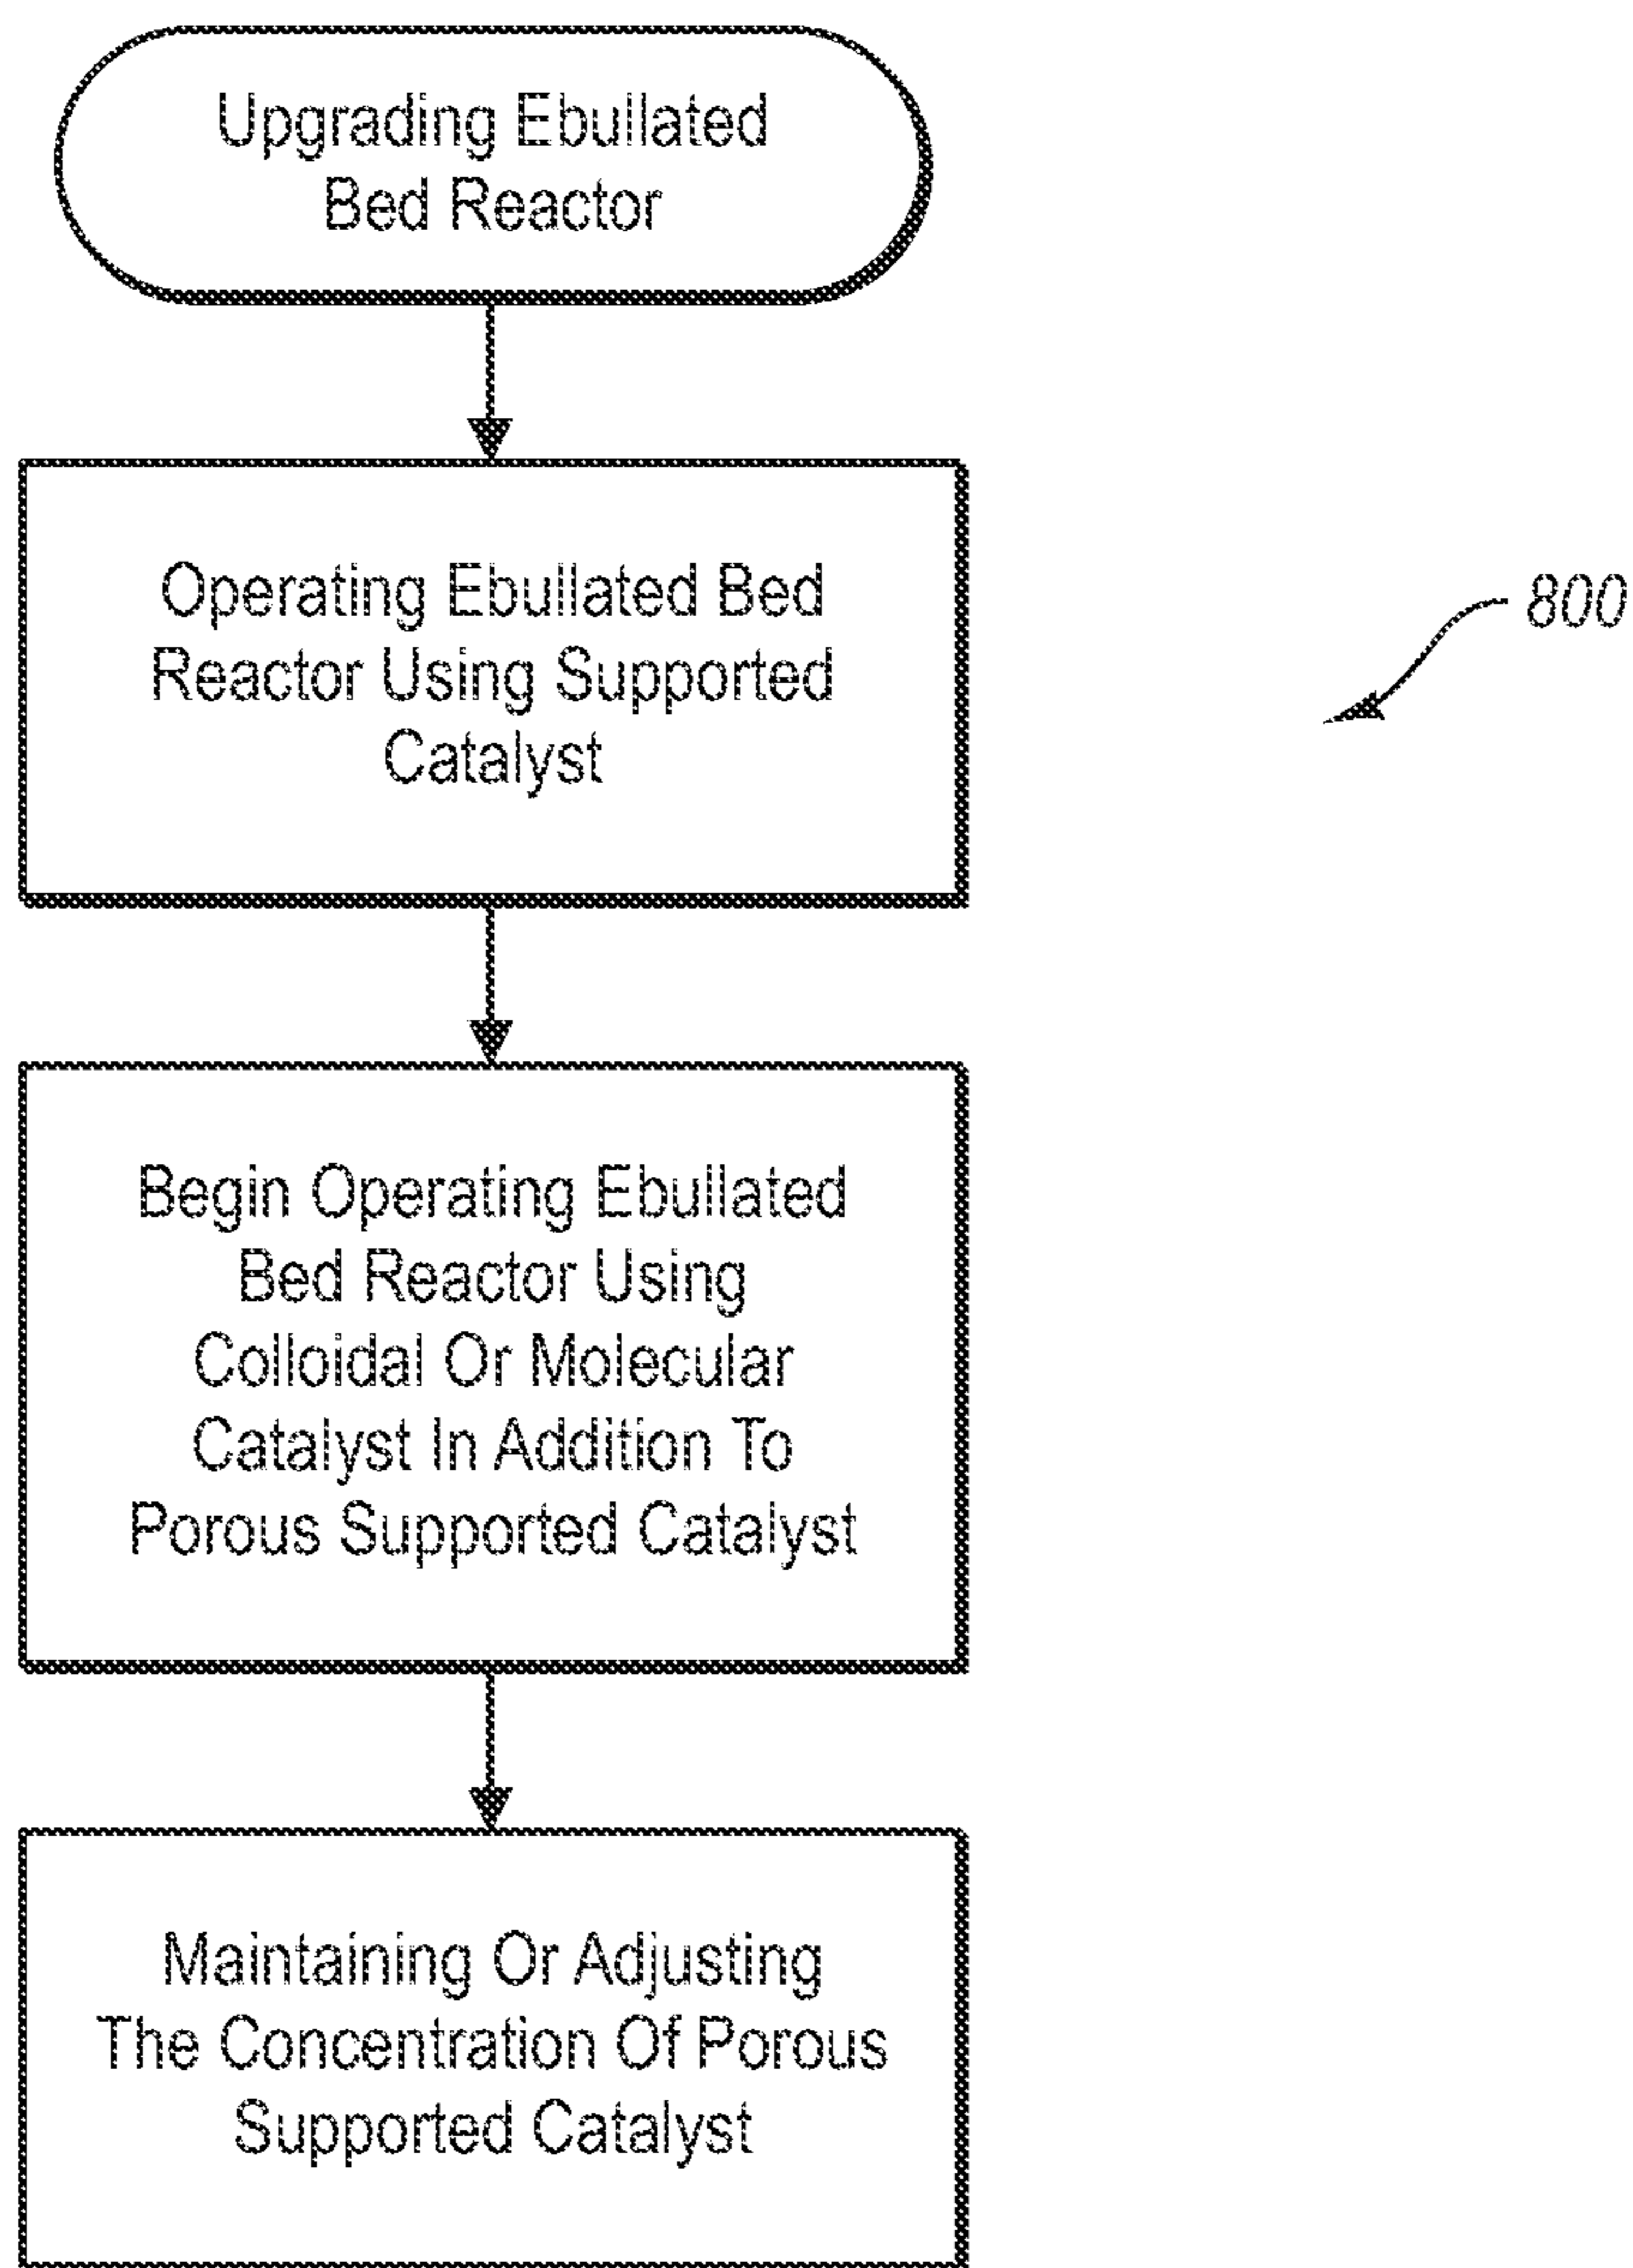 Upgrading Ebullated
Bed Reactor
Operating Ebullated Bed
Reactor Using Supported
Catalyst
800
Begin Operating Ebullated
Bed Reactor Using
Colloidal Or Molecular
Catalyst In Addition To
Porous Supported Catalyst
Maintaining Or Adjusting
The Concentration Of Porous
Supported Catalyst